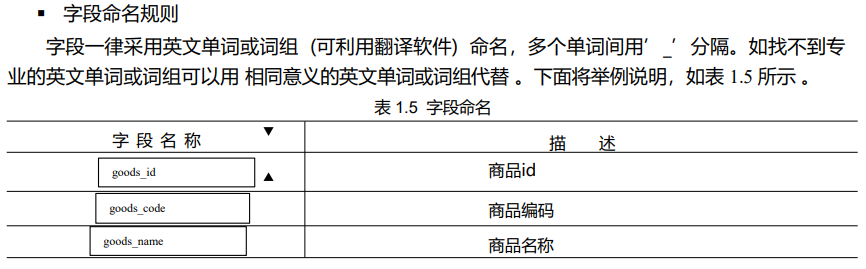 ▪ 字段命名规则
字段一律采用英文单词或词组（可利用翻译软件）命名，多个单词间用’_’分隔。如找不到专
业的英文单词或词组可以用 相同意义的英文单词或词组代替 。下面将举例说明，如表 1.5 所示 。
表 1.5 字段命名
字 段 名 称 ▼ 描 述
goods_id ▲ 商品id
goods_code 商品编码
goods_name 商品名称